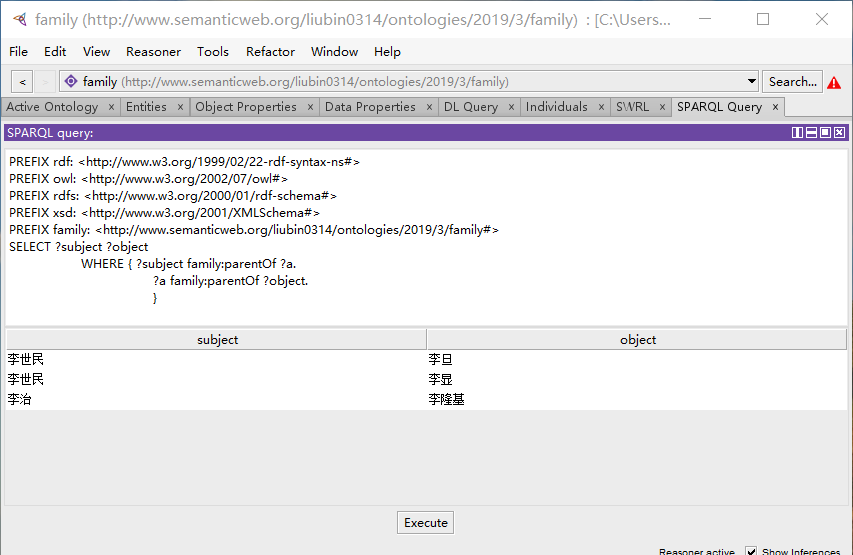 family (http://www.semanticweb.org/liubin0314/ontologies/2019/3/family) : [C:\Users...
File Edit View Reasoner Tools Refactor Window Help
< > family (http://www.semanticweb.org/liubin0314/ontologies/2019/3/family) Search...
Active Ontology × Entities × Object Properties × Data Properties × DL Query × Individuals × SWRL × SPARQL Query ×
SPARQL query:
PREFIX rdf: <http://www.w3.org/1999/02/22-rdf-syntax-ns#>
PREFIX owl: <http://www.w3.org/2002/07/owl#>
PREFIX rdfs: <http://www.w3.org/2000/01/rdf-schema#>
PREFIX xsd: <http://www.w3.org/2001/XMLSchema#>
PREFIX family: <http://www.semanticweb.org/liubin0314/ontologies/2019/3/family#>
SELECT ?subject ?object
WHERE { ?subject family:parentOf ?a.
?a family:parentOf ?object.
}
subject object
李世民 李旦
李世民 李显
李治 李隆基
Execute
Reasoner active Show Inferences